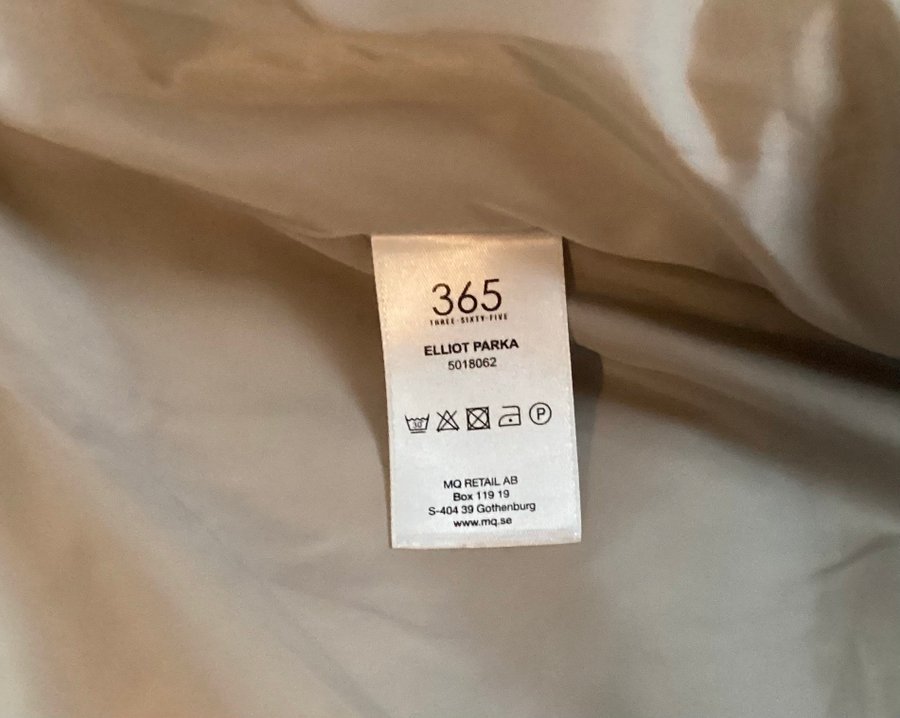 365
THREE·SIXTY·FIVE
ELLIOT PARKA
5018062
30 P
MQ RETAIL AB
Box 119 19
S-404 39 Gothenburg
www.mq.se